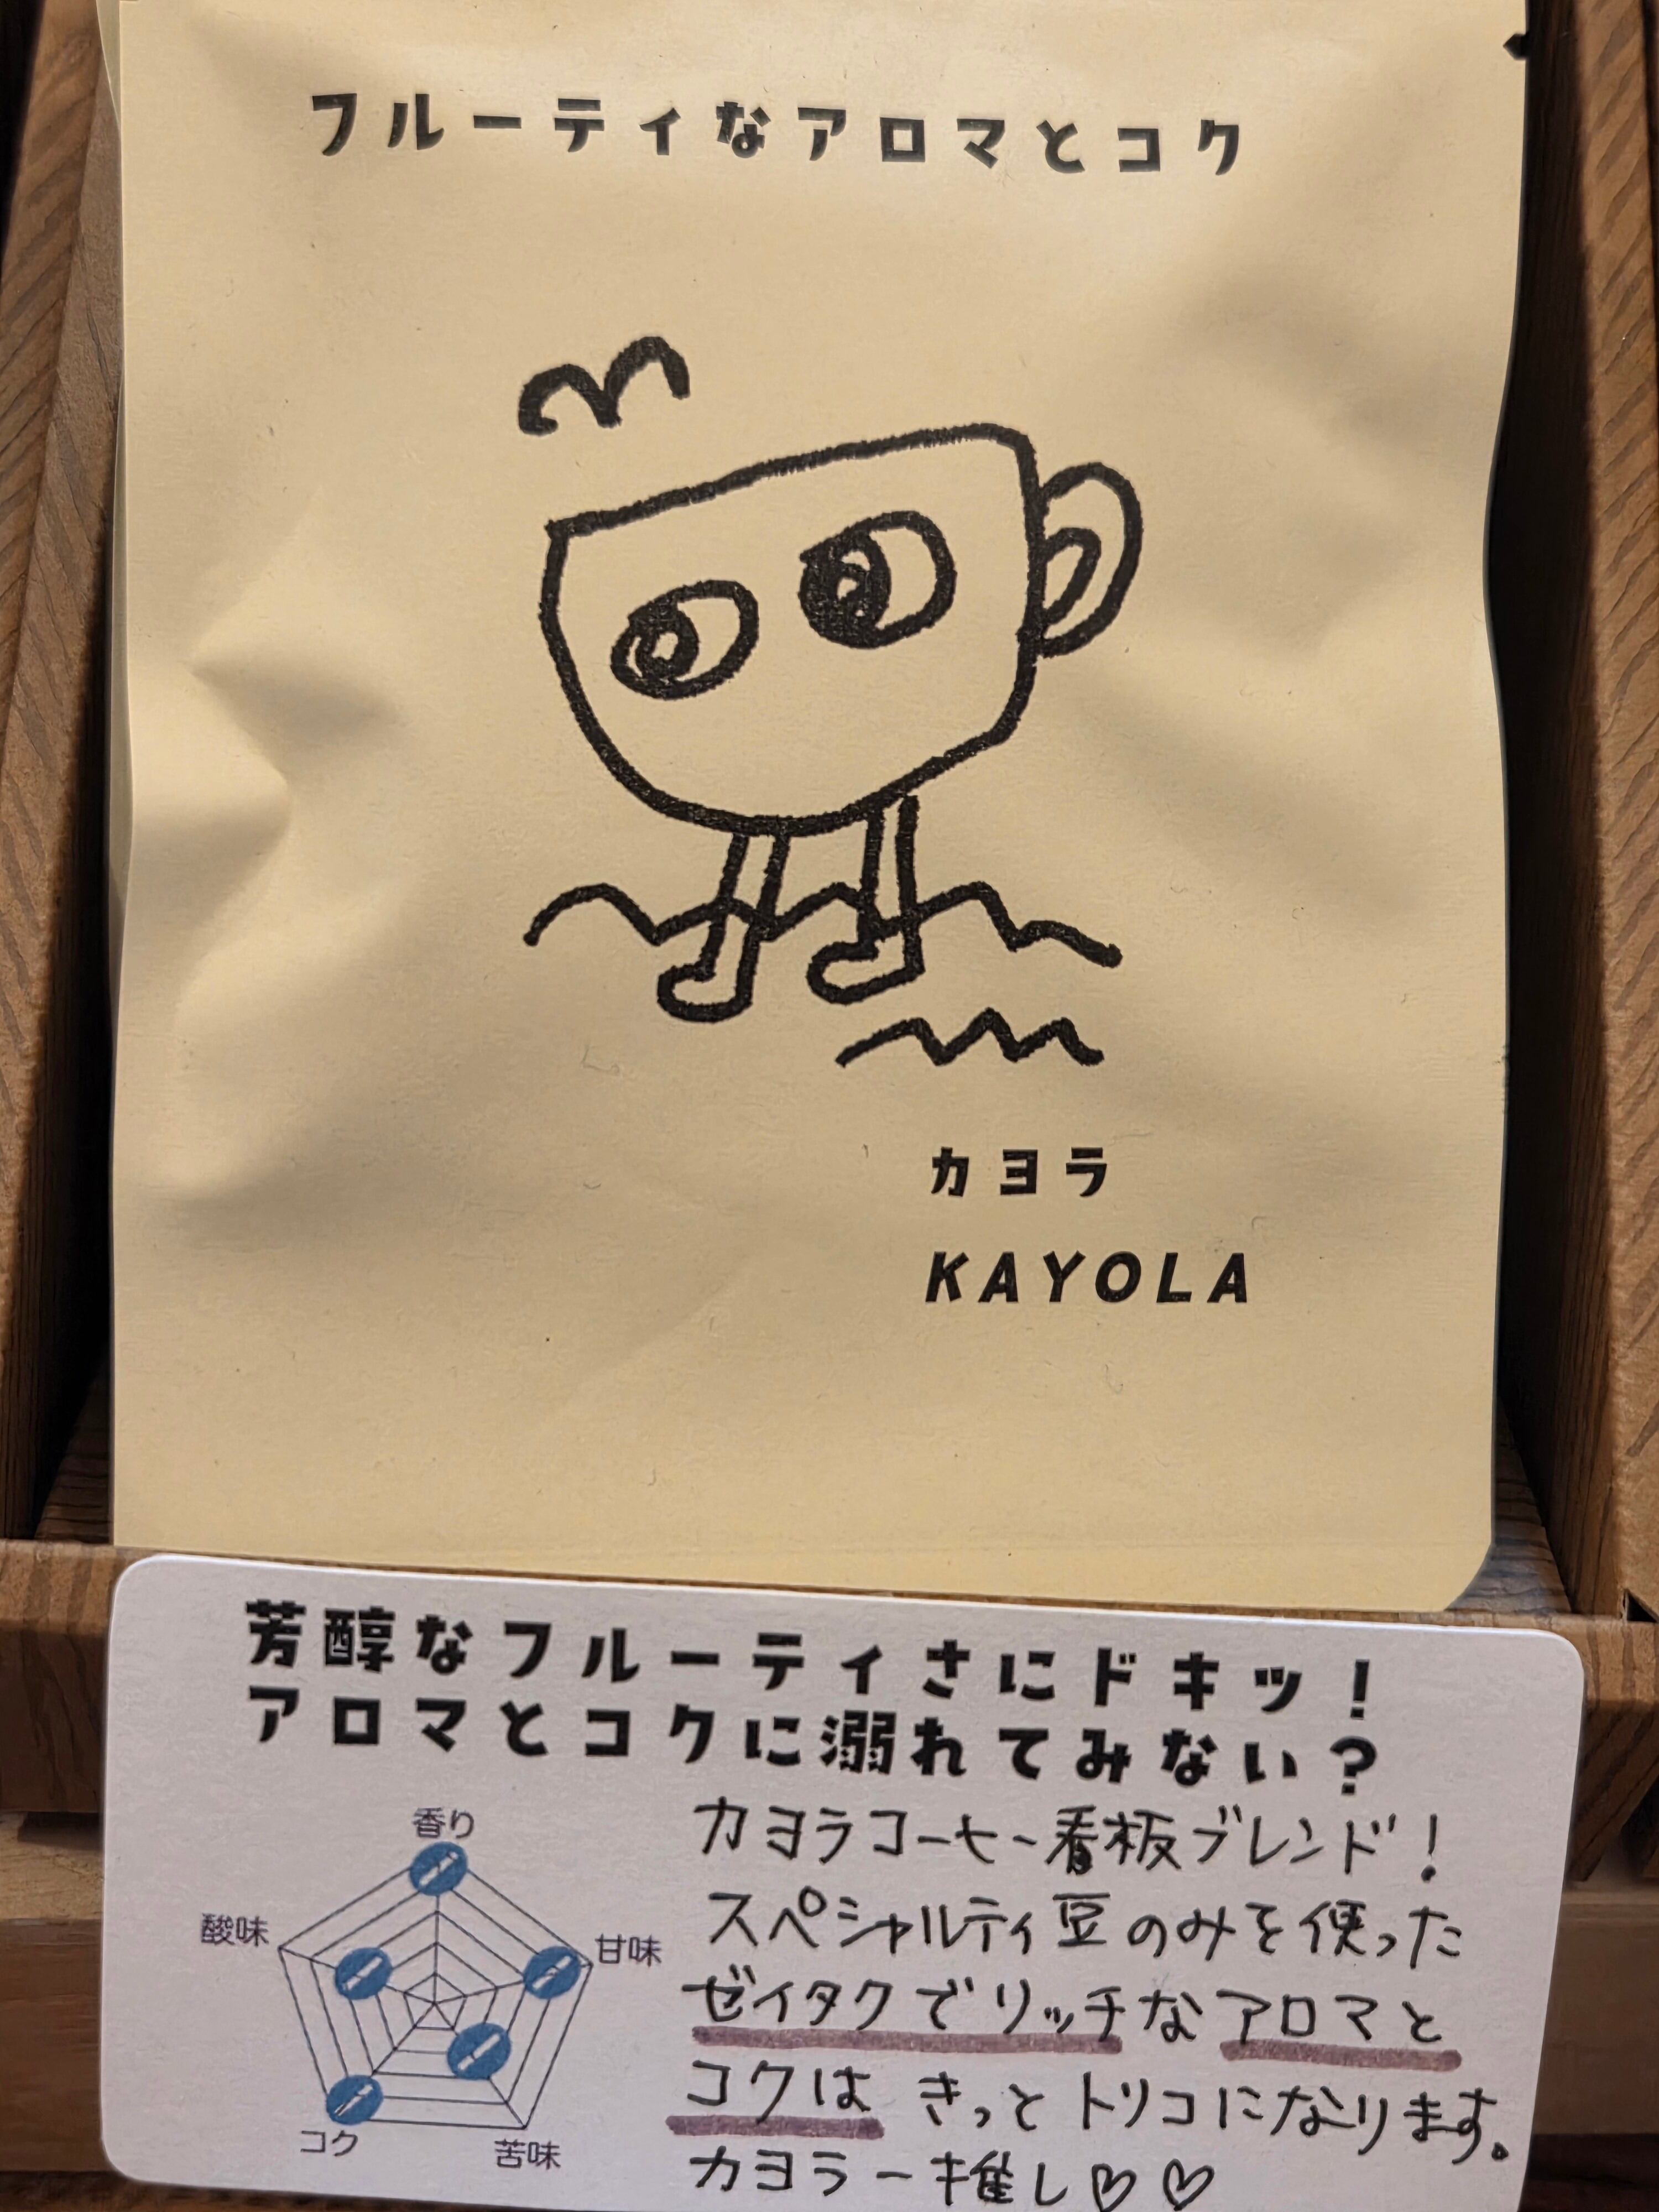 フルーティなアロマとコク
カヨラ
KAYOLA
芳醇なフルーティさにドキッ!
アロマとコクに溺れてみない?
香り
酸味
甘味
コク
苦味
カヨラコーヒー看板ブレンド!
スペシャルティ豆のみを使った
ゼイタクでリッチなアロマと
コクは きっとトリコになります。
カヨラ一推し♡♡